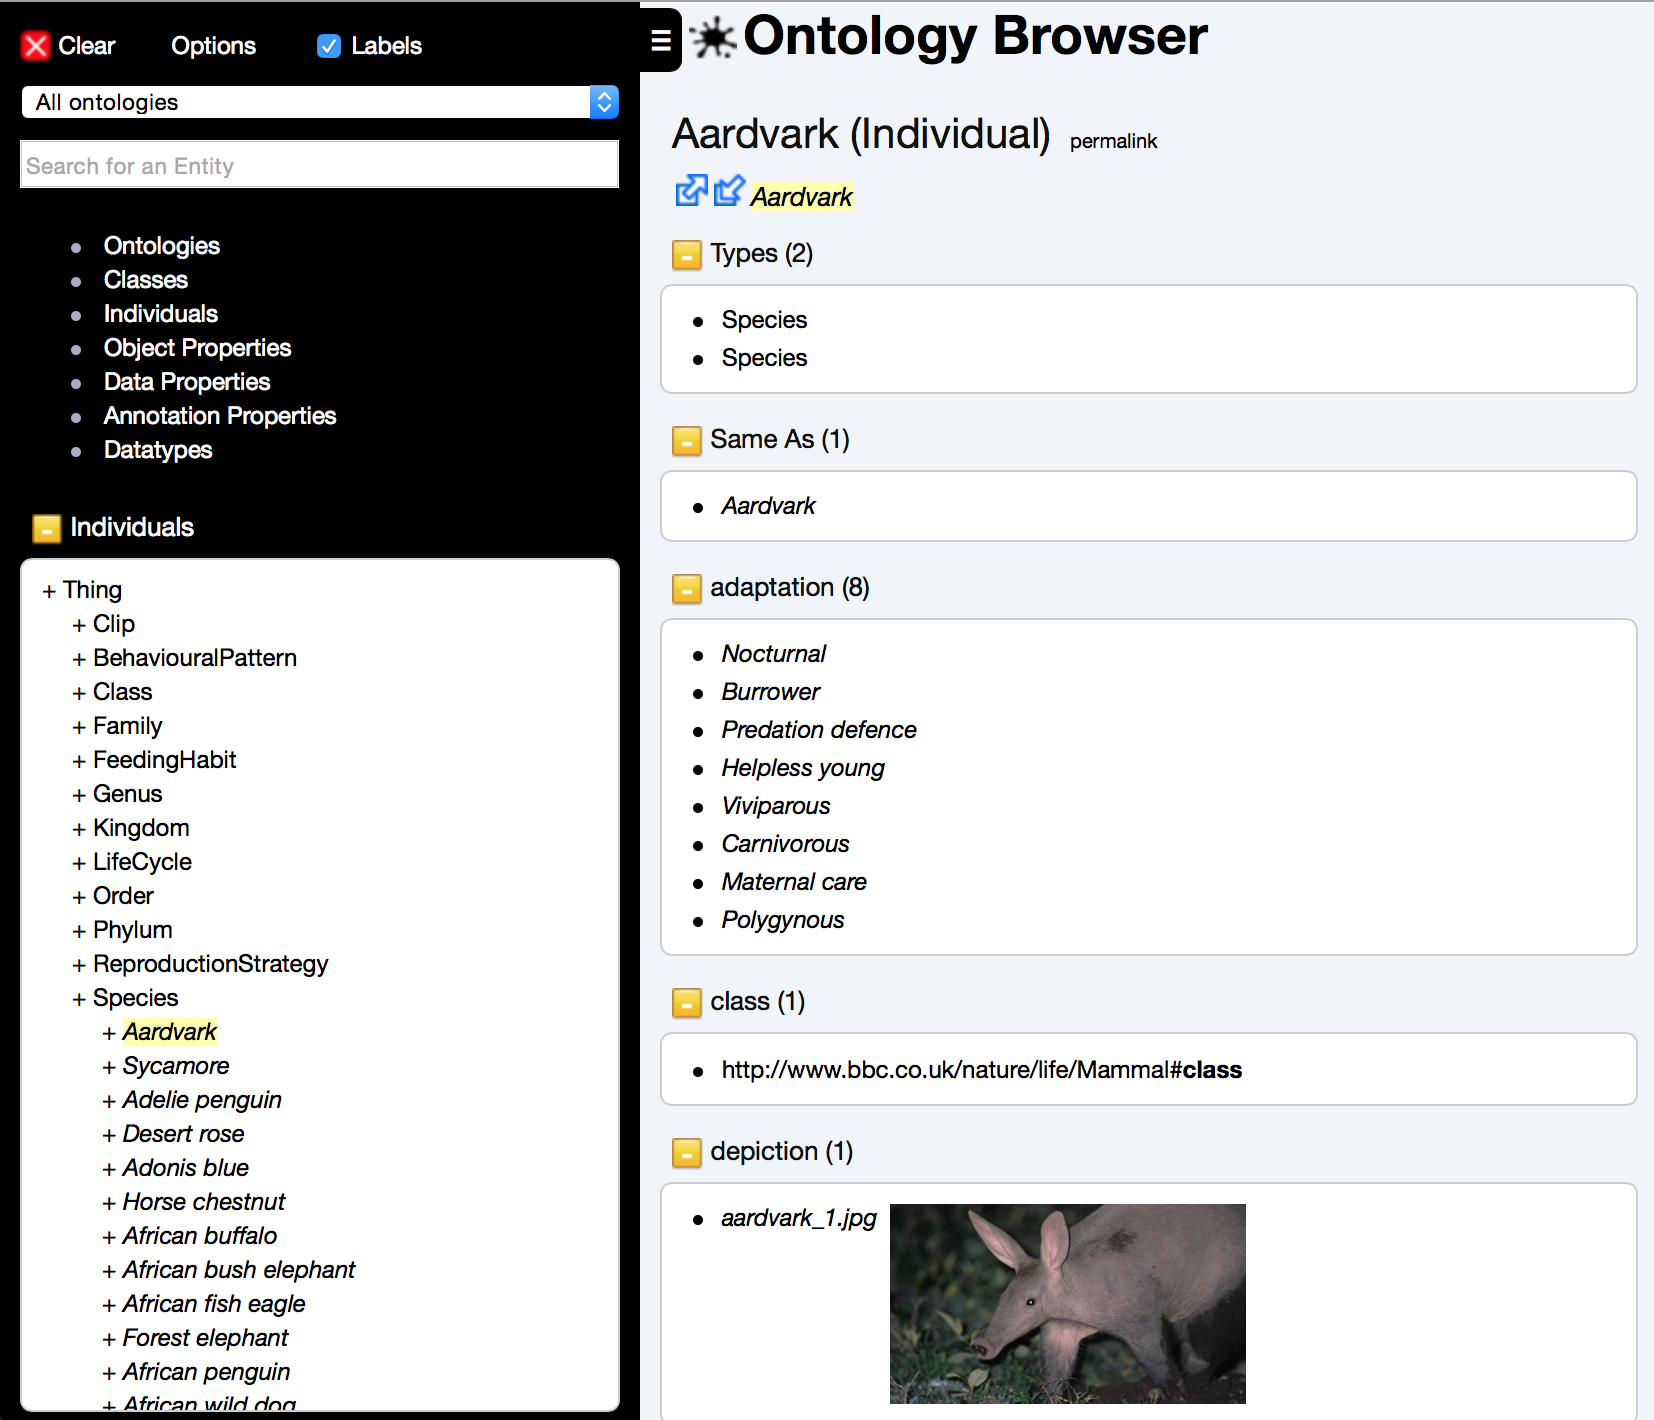 Clear Options Labels
All ontologies
Search for an Entity
Ontologies
Classes
Individuals
Object Properties
Data Properties
Annotation Properties
Datatypes
Individuals
+ Thing
+ Clip
+ BehaviouralPattern
+ Class
+ Family
+ FeedingHabit
+ Genus
+ Kingdom
+ LifeCycle
+ Order
+ Phylum
+ ReproductionStrategy
+ Species
+ Aardvark
+ Sycamore
+ Adelie penguin
+ Desert rose
+ Adonis blue
+ Horse chestnut
+ African buffalo
+ African bush elephant
+ African fish eagle
+ Forest elephant
+ African penguin
+ African wild dog
Ontology Browser
Aardvark (Individual) permalink
Aardvark
Types (2)
Species
Species
Same As (1)
Aardvark
adaptation (8)
Nocturnal
Burrower
Predation defence
Helpless young
Viviparous
Carnivorous
Maternal care
Polygynous
class (1)
http://www.bbc.co.uk/nature/life/Mammal#class
depiction (1)
aardvark_1.jpg